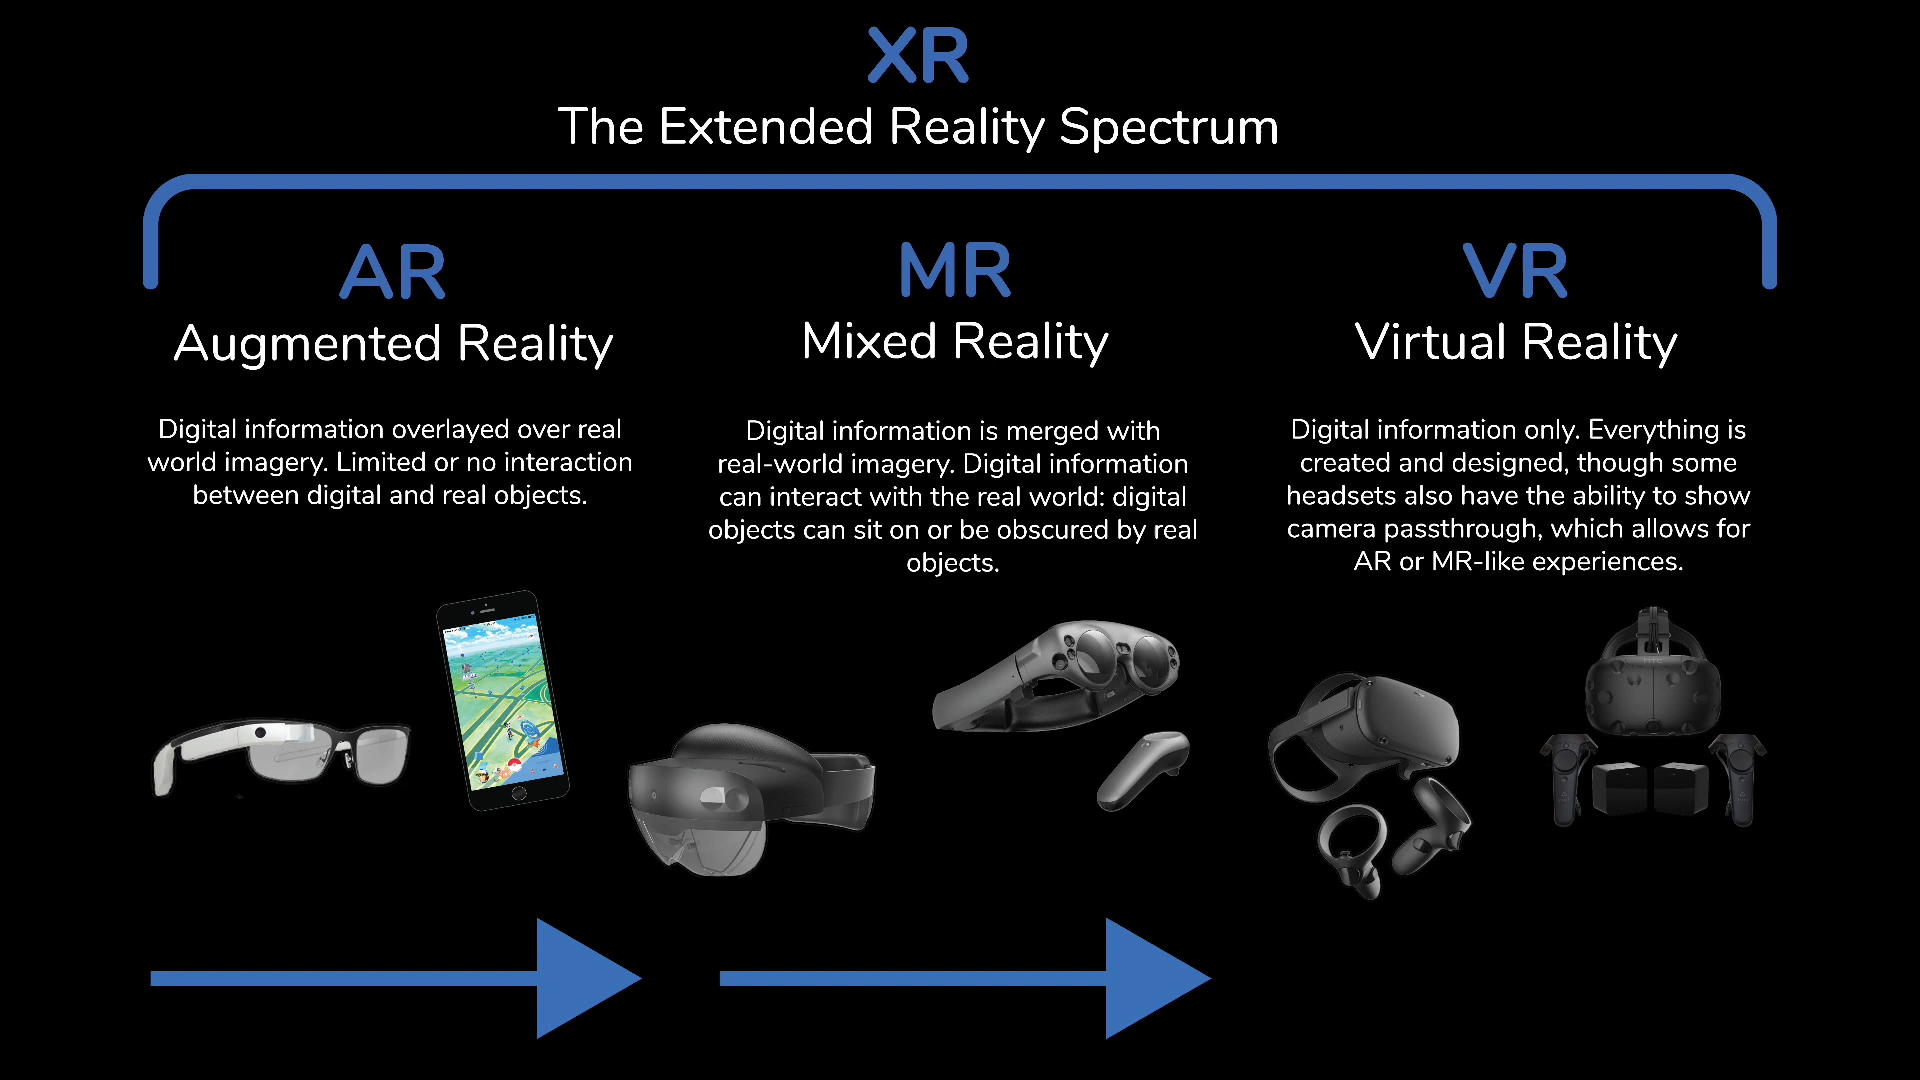 XR
The Extended Reality Spectrum
AR
Augmented Reality
Digital information overlayed over real
world imagery. Limited or no interaction
between digital and real objects.
MR
Mixed Reality
Digital information is merged with
real-world imagery. Digital information
can interact with the real world: digital
objects can sit on or be obscured by real
objects.
VR
Virtual Reality
Digital information only. Everything is
created and designed, though some
headsets also have the ability to show
camera passthrough, which allows for
AR or MR-like experiences.
HTC